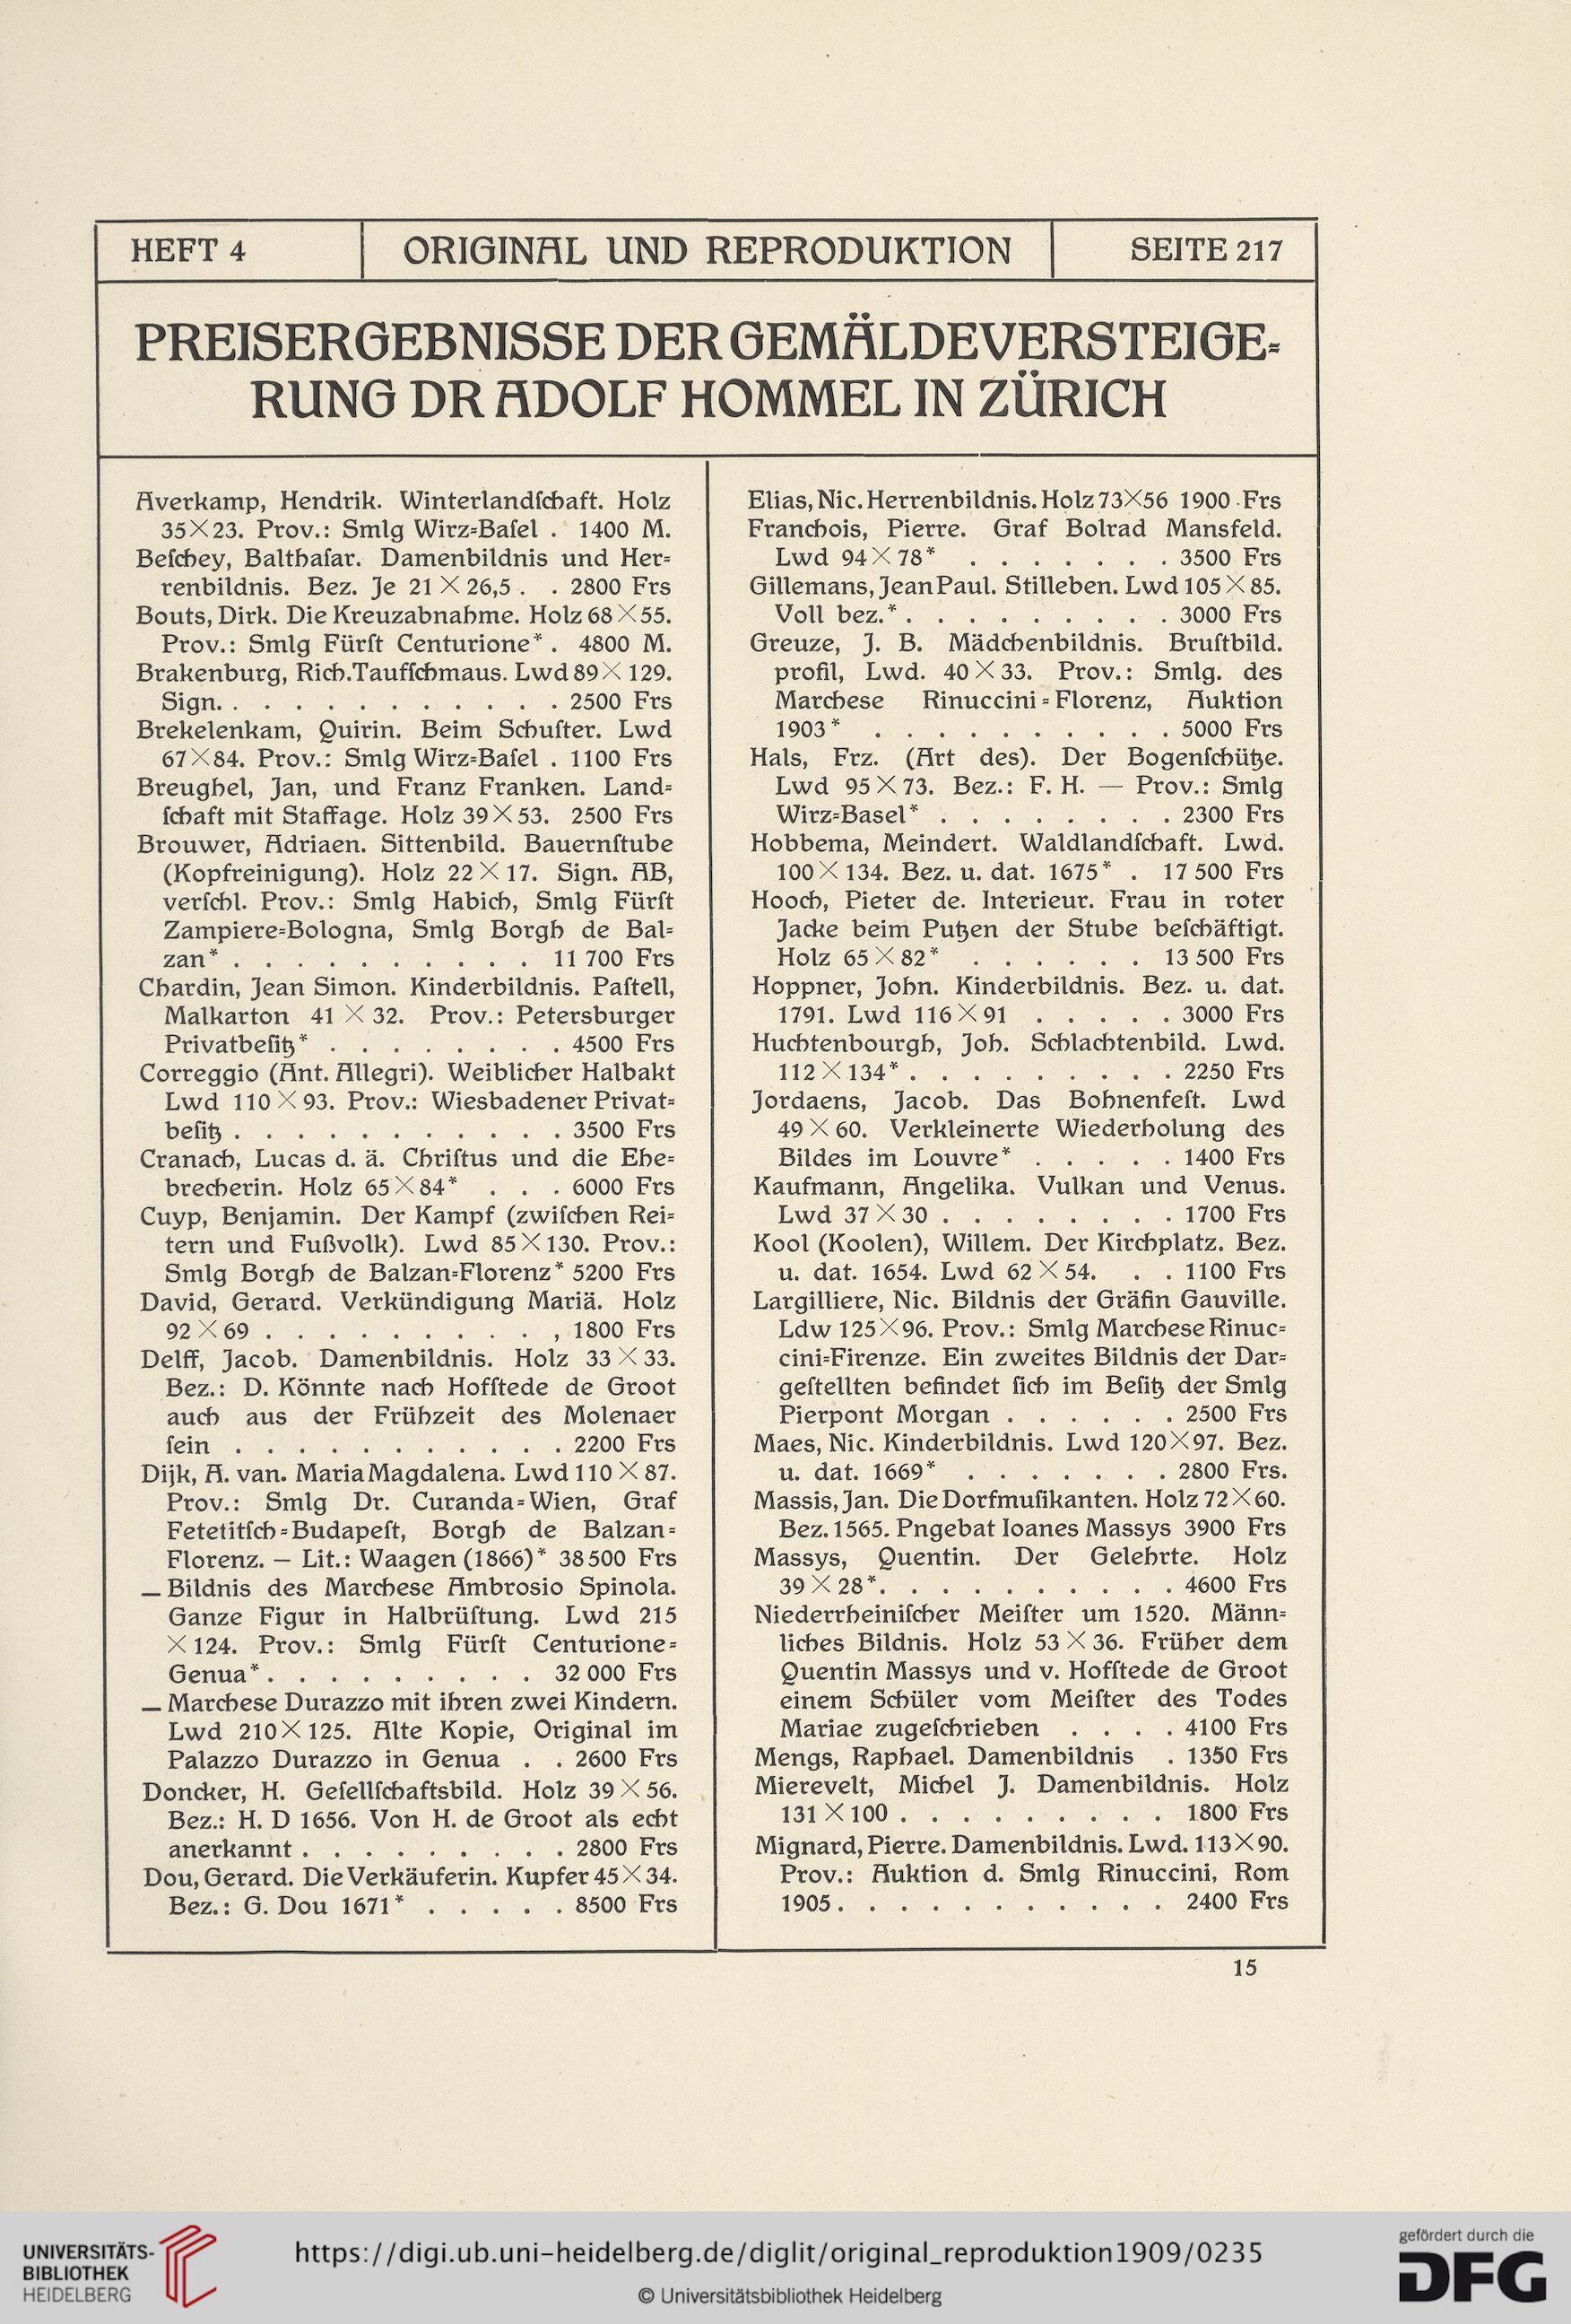 HEFT 4
ORIGINAL UND REPRODUKTION
SEITE 217
PREISERGEBNISSE DER GEMÄLDEVERSTEIGE-
RUNG DR ADOLF HOMMEL IN ZÜRICH
Averkamp, Hendrik. Winterlandſchaft. Holz
35×23. Prov.: Smlg Wirz-Baſel . 1400 M.
Beſchey, Balthaſar. Damenbildnis und Her-
renbildnis. Bez. Je 21×26,5 . . 2800 Frs
Bouts, Dirk. Die Kreuzabnahme. Holz 68×55.
Prov.: Smlg Fürſt Centurione* . 4800 M.
Brakenburg, Rich. Taufſchmaus. Lwd 89×129.
Sign. . . . . . . . . . . . 2500 Frs
Brekelenkam, Quirin. Beim Schuſter. Lwd
67×84. Prov.: Smlg Wirz-Baſel . 1100 Frs
Breughel, Jan, und Franz Franken. Land-
ſchaft mit Staffage. Holz 39×53. 2500 Frs
Brouwer, Adriaen. Sittenbild. Bauernſtube
(Kopfreinigung). Holz 22×17. Sign. AB,
verſchl. Prov.: Smlg Habich, Smlg Fürſt
Zampiere-Bologna, Smlg Borgh de Bal-
zan* . . . . . . . . . . 11 700 Frs
Chardin, Jean Simon. Kinderbildnis. Paſtell,
Malkarton 41 × 32. Prov.: Petersburger
Privatbeſitz* . . . . . . . . 4500 Frs
Correggio (Ant. Allegri). Weiblicher Halbakt
Lwd 110×93. Prov.: Wiesbadener Privat-
beſitz . . . . . . . . . . . 3500 Frs
Cranach, Lucas d. ä. Chriſtus und die Ehe-
brecherin. Holz 65×84* . . . 6000 Frs
Cuyp, Benjamin. Der Kampf (zwiſchen Rei-
tern und Fußvolk). Lwd 85×130. Prov.:
Smlg Borgh de Balzan-Florenz* 5200 Frs
David, Gerard. Verkündigung Mariä. Holz
92×69 . . . . . . . . . , 1800 Frs
Delff, Jacob. Damenbildnis. Holz 33×33.
Bez.: D. Könnte nach Hofſtede de Groot
auch aus der Frühzeit des Molenaer
ſein . . . . . . . . . . . 2200 Frs
Dijk, A. van. Maria Magdalena. Lwd 110×87.
Prov.: Smlg Dr. Curanda-Wien, Graf
Fetetitſch-Budapeſt, Borgh de Balzan-
Florenz. – Lit.: Waagen (1866)* 38500 Frs
— Bildnis des Marchese Ambrosio Spinola.
Ganze Figur in Halbrüſtung. Lwd 215
×124. Prov.: Smlg Fürſt Centurione-
Genua* . . . . . . . . . 32 000 Frs
— Marchese Durazzo mit ihren zwei Kindern.
Lwd 210×125. Alte Kopie, Original im
Palazzo Durazzo in Genua . . 2600 Frs
Doncker, H. Geſellſchaftsbild. Holz 39×56.
Bez.: H. D 1656. Von H. de Groot als echt
anerkannt . . . . . . . . . 2800 Frs
Dou, Gerard. Die Verkäuferin. Kupfer 45×34.
Bez.: G. Dou 1671* . . . . . 8500 Frs
Elias, Nic. Herrenbildnis. Holz 73×56 1900 Frs
Franchois, Pierre. Graf Bolrad Mansfeld.
Lwd 94×78* . . . . . . . 3500 Frs
Gillemans, Jean Paul. Stilleben. Lwd 105×85.
Voll bez.* . . . . . . . . . 3000 Frs
Greuze, J. B. Mädchenbildnis. Bruſtbild.
profil, Lwd. 40×33. Prov.: Smlg. des
Marchese Rinuccini-Florenz, Auktion
1903* . . . . . . . . . . 5000 Frs
Hals, Frz. (Art des). Der Bogenſchütze.
Lwd 95×73. Bez.: F. H. — Prov.: Smlg
Wirz-Basel* . . . . . . . . 2300 Frs
Hobbema, Meindert. Waldlandſchaft. Lwd.
100×134. Bez. u. dat. 1675* . 17 500 Frs
Hooch, Pieter de. Interieur. Frau in roter
Jacke beim Putzen der Stube beſchäftigt.
Holz 65×82* . . . . . . 13 500 Frs
Hoppner, John. Kinderbildnis. Bez. u. dat.
1791. Lwd 116×91 . . . . . 3000 Frs
Huchtenbourgh, Joh. Schlachtenbild. Lwd.
112×134* . . . . . . . . . 2250 Frs
Jordaens, Jacob. Das Bohnenfeſt. Lwd
49×60. Verkleinerte Wiederholung des
Bildes im Louvre* . . . . . 1400 Frs
Kaufmann, Angelika. Vulkan und Venus.
Lwd 37×30 . . . . . . . . 1700 Frs
Kool (Koolen), Willem. Der Kirchplatz. Bez.
u. dat. 1654. Lwd 62×54. . . 1100 Frs
Largilliere, Nic. Bildnis der Gräfin Gauville.
Ldw 125×96. Prov.: Smlg Marchese Rinuc-
cini-Firenze. Ein zweites Bildnis der Dar-
geſtellten befindet ſich im Beſitz der Smlg
Pierpont Morgan . . . . . . 2500 Frs
Maes, Nic. Kinderbildnis. Lwd 120×97. Bez.
u. dat. 1669* . . . . . . . 2800 Frs.
Massis, Jan. Die Dorfmuſikanten. Holz 72×60.
Bez. 1565. Pngebat Ioanes Massys 3900 Frs
Massys, Quentin. Der Gelehrte. Holz
39×28* . . . . . . . . . . 4600 Frs
Niederrheiniſcher Meiſter um 1520. Männ-
liches Bildnis. Holz 53×36. Früher dem
Quentin Massys und v. Hofſtede de Groot
einem Schüler vom Meiſter des Todes
Mariae zugeſchrieben . . . . 4100 Frs
Mengs, Raphael. Damenbildnis . 1350 Frs
Mierevelt, Michel J. Damenbildnis. Holz
131×100 . . . . . . . . . 1800 Frs
Mignard, Pierre. Damenbildnis. Lwd. 113×90.
Prov.: Auktion d. Smlg Rinuccini, Rom
1905. . . . . . . . . . . . 2400 Frs
15
UNIVERSITÄTS-
BIBLIOTHEK
HEIDELBERG
https://digi.ub.uni-heidelberg.de/diglit/original_reproduktion1909/0235
© Universitätsbibliothek Heidelberg
gefördert durch die
DFG